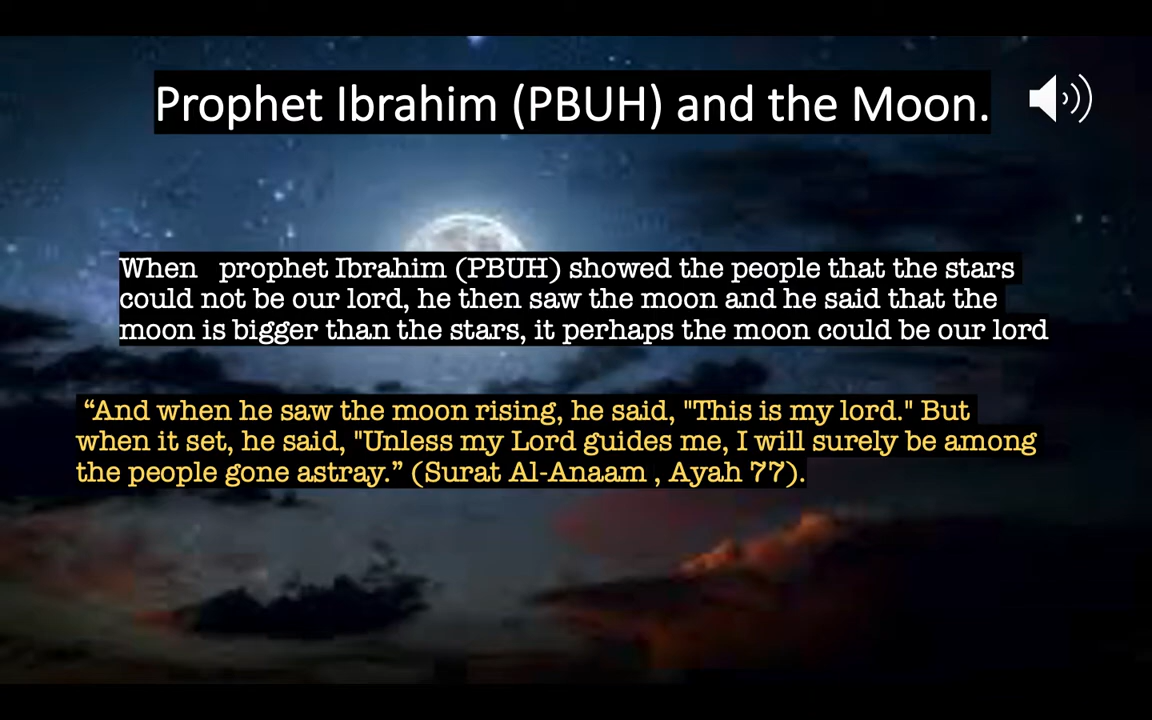 Prophet Ibrahim (PBUH) and the Moon.
When prophet Ibrahim (PBUH) showed the people that the stars
could not be our lord, he then saw the moon and he said that the
moon is bigger than the stars, it perhaps the moon could be our lord
“And when he saw the moon rising, he said, "This is my lord." But
when it set, he said, "Unless my Lord guides me, I will surely be among
the people gone astray.” (Surat Al-Anaam , Ayah 77).